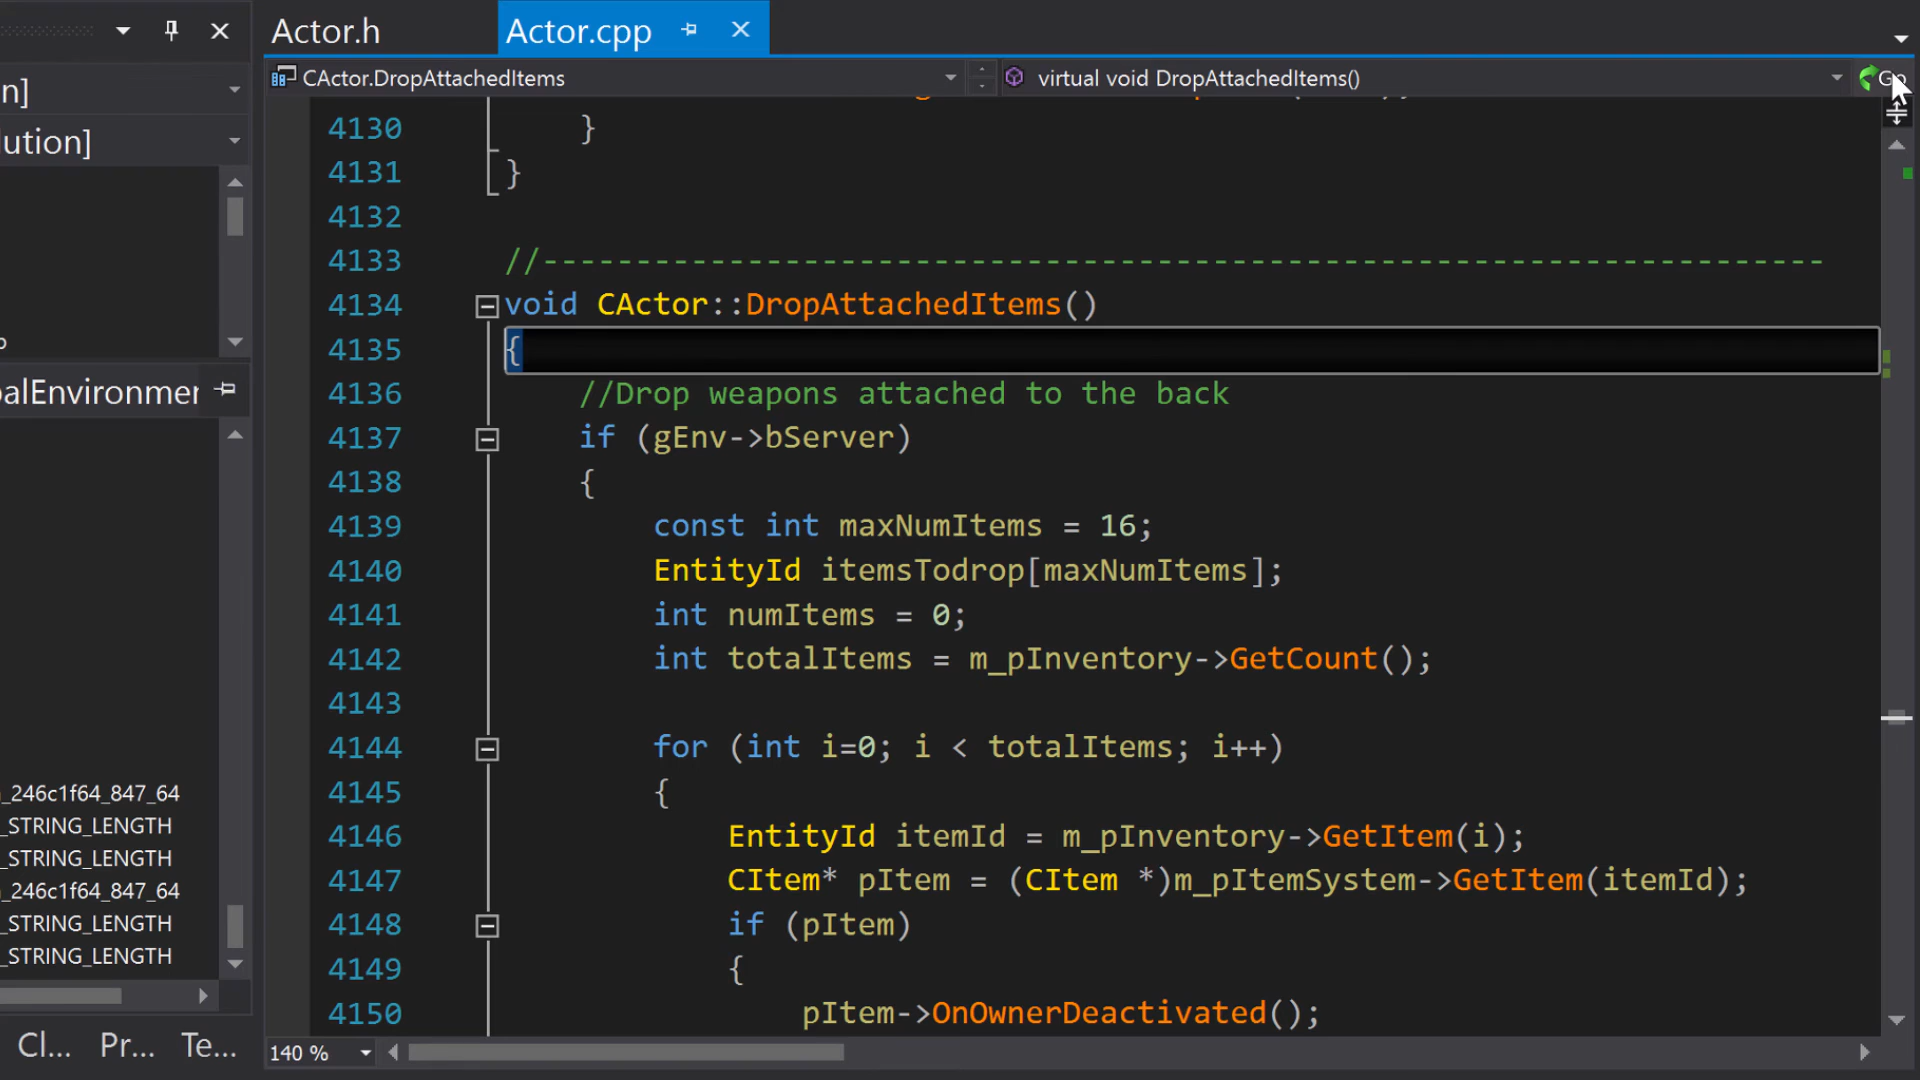 Actor.h
Actor.cpp
n]
CActor.DropAttachedItems
virtual void DropAttachedItems()
Go
lution]
4130 }
4131 }
4132
4133 //---------------------------------------------------------------------
4134 void CActor::DropAttachedItems()
4135 {
4136 //Drop weapons attached to the back
4137 if (gEnv->bServer)
4138 {
4139 const int maxNumItems = 16;
4140 EntityId itemsTodrop[maxNumItems];
4141 int numItems = 0;
4142 int totalItems = m_pInventory->GetCount();
4143
4144 for (int i=0; i < totalItems; i++)
4145 {
4146 EntityId itemId = m_pInventory->GetItem(i);
4147 CItem* pItem = (CItem *)m_pItemSystem->GetItem(itemId);
4148 if (pItem)
4149 {
4150 pItem->OnOwnerDeactivated();
balEnvironmer
_246c1f64_847_64
_STRING_LENGTH
_STRING_LENGTH
_246c1f64_847_64
_STRING_LENGTH
_STRING_LENGTH
Cl... Pr... Te...
140 %